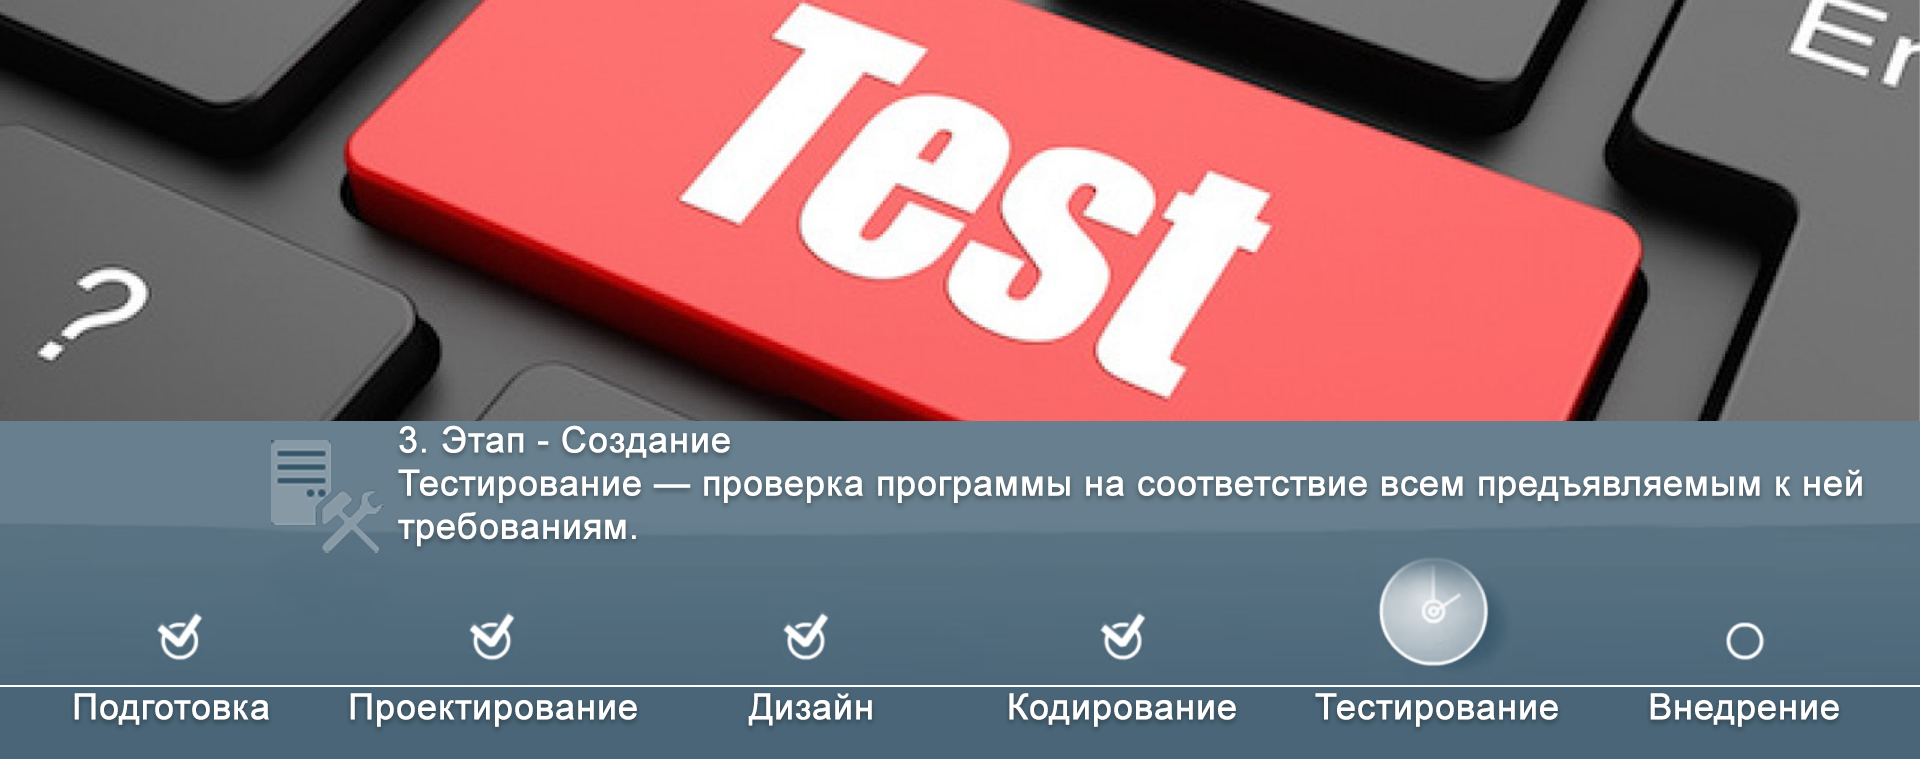 Test
En
?
3. Этап - Создание
Тестирование — проверка программы на соответствие всем предъявляемым к ней
требованиям.
Подготовка
Проектирование
Дизайн
Кодирование
Тестирование
Внедрение